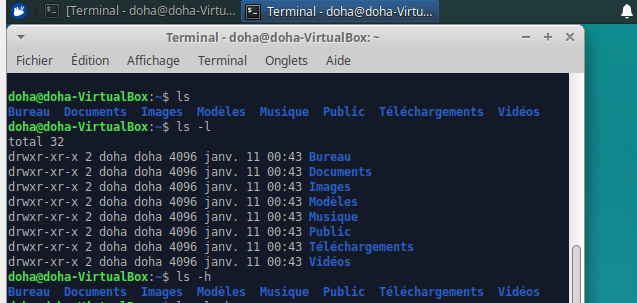 [Terminal - doha@doha-Virtu... Terminal - doha@doha-Virtu...
Terminal - doha@doha-VirtualBox: ~
Fichier Édition Affichage Terminal Onglets Aide
doha@doha-VirtualBox:~$ ls
Bureau Documents Images Modèles Musique Public Téléchargements Vidéos
doha@doha-VirtualBox:~$ ls -l
total 32
drwxr-xr-x 2 doha doha 4096 janv. 11 00:43 Bureau
drwxr-xr-x 2 doha doha 4096 janv. 11 00:43 Documents
drwxr-xr-x 2 doha doha 4096 janv. 11 00:43 Images
drwxr-xr-x 2 doha doha 4096 janv. 11 00:43 Modèles
drwxr-xr-x 2 doha doha 4096 janv. 11 00:43 Musique
drwxr-xr-x 2 doha doha 4096 janv. 11 00:43 Public
drwxr-xr-x 2 doha doha 4096 janv. 11 00:43 Téléchargements
drwxr-xr-x 2 doha doha 4096 janv. 11 00:43 Vidéos
doha@doha-VirtualBox:~$ ls -h
Bureau Documents Images Modèles Musique Public Téléchargements Vidéos